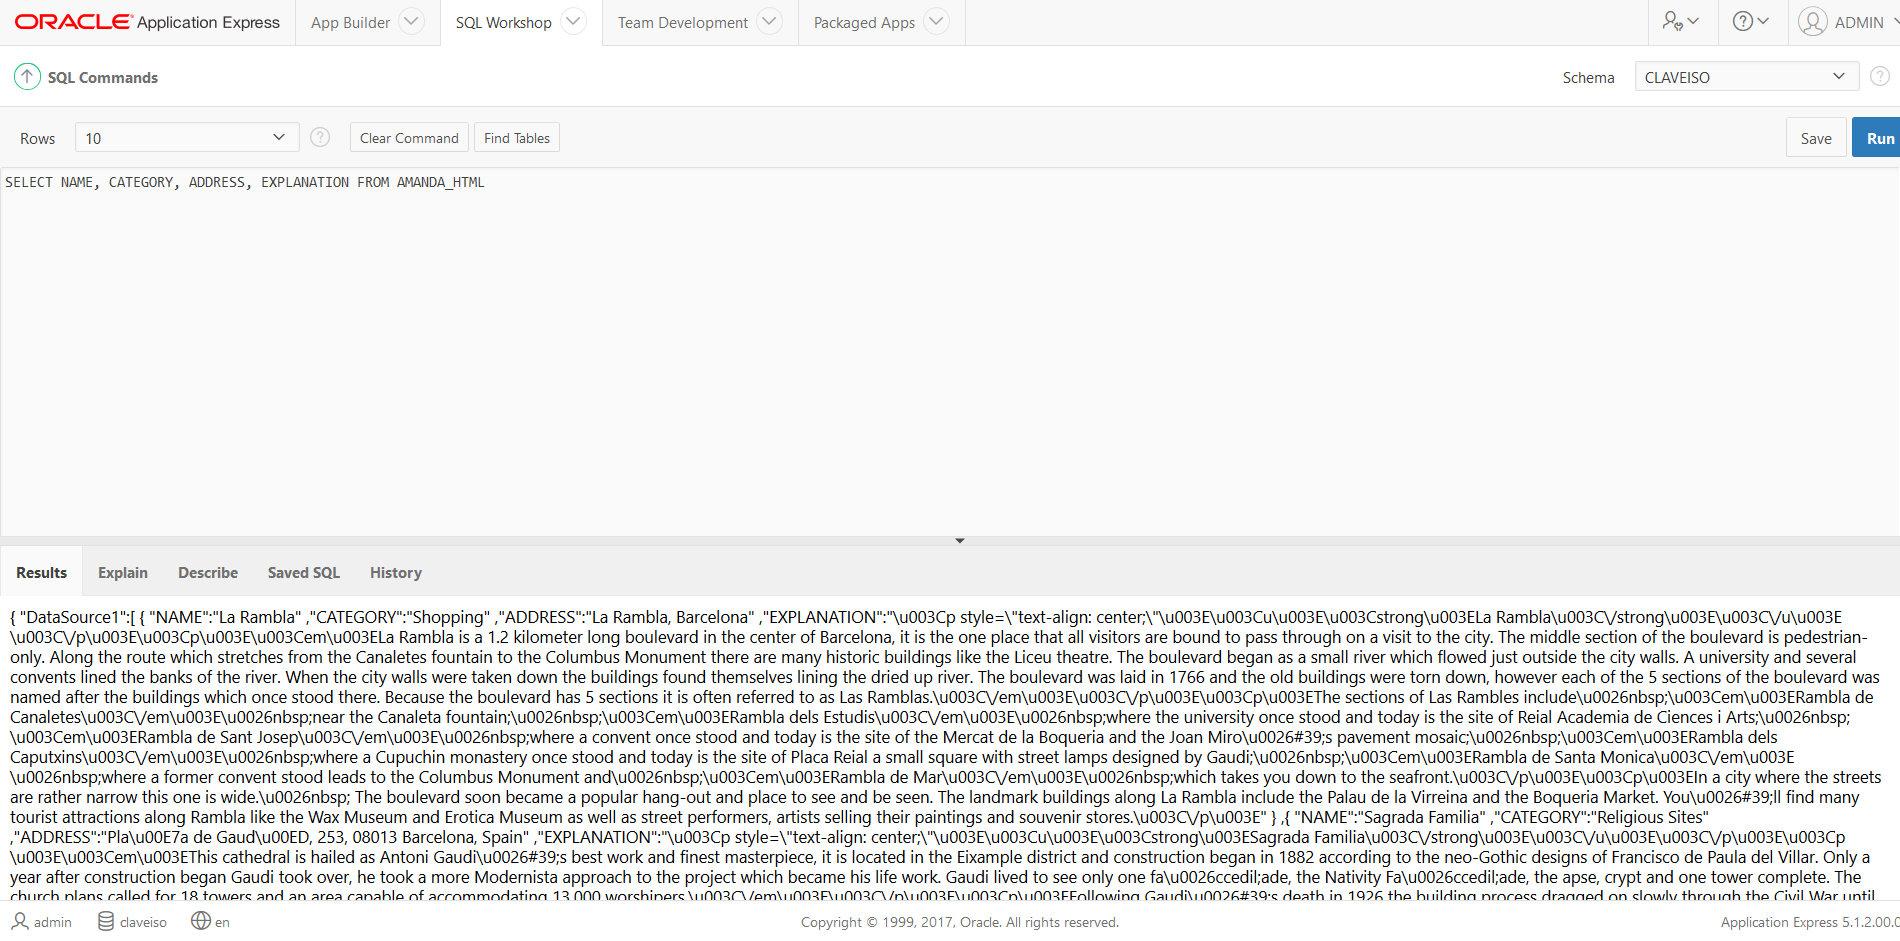 ORACLE Application Express App Builder SQL Workshop Team Development Packaged Apps ADMIN
SQL Commands Schema CLAVEISO
Rows 10 Clear Command Find Tables Save Run
SELECT NAME, CATEGORY, ADDRESS, EXPLANATION FROM AMANDA_HTML
Results Explain Describe Saved SQL History
{ "DataSource1":[ { "NAME":"La Rambla" ,"CATEGORY":"Shopping" ,"ADDRESS":"La Rambla, Barcelona" ,"EXPLANATION":"\u003Cp style=\"text-align: center;\"\u003E\u003Cu\u003E\u003Cstrong\u003ELa Rambla\u003C\/strong\u003E\u003C\/u\u003E
\u003C\/p\u003E\u003Cp\u003E\u003Cem\u003ELa Rambla is a 1.2 kilometer long boulevard in the center of Barcelona, it is the one place that all visitors are bound to pass through on a visit to the city. The middle section of the boulevard is pedestrian-
only. Along the route which stretches from the Canaletes fountain to the Columbus Monument there are many historic buildings like the Liceu theatre. The boulevard began as a small river which flowed just outside the city walls. A university and several
convents lined the banks of the river. When the city walls were taken down the buildings found themselves lining the dried up river. The boulevard was laid in 1766 and the old buildings were torn down, however each of the 5 sections of the boulevard was
named after the buildings which once stood there. Because the boulevard has 5 sections it is often referred to as Las Ramblas.\u003C\/em\u003E\u003C\/p\u003E\u003Cp\u003EThe sections of Las Rambles include\u0026nbsp;\u003Cem\u003ERambla de
Canaletes\u003C\/em\u003E\u0026nbsp;near the Canaleta fountain;\u0026nbsp;\u003Cem\u003ERambla dels Estudis\u003C\/em\u003E\u0026nbsp;where the university once stood and today is the site of Reial Academia de Ciences i Arts;\u0026nbsp;
\u003Cem\u003ERambla de Sant Josep\u003C\/em\u003E\u0026nbsp;where a convent once stood and today is the site of the Mercat de la Boqueria and the Joan Miro\u0026#39;s pavement mosaic;\u0026nbsp;\u003Cem\u003ERambla dels
Caputxins\u003C\/em\u003E\u0026nbsp;where a Cupuchin monastery once stood and today is the site of Placa Reial a small square with street lamps designed by Gaudi;\u0026nbsp;\u003Cem\u003ERambla de Santa Monica\u003C\/em\u003E
\u0026nbsp;where a former convent stood leads to the Columbus Monument and\u0026nbsp;\u003Cem\u003ERambla de Mar\u003C\/em\u003E\u0026nbsp;which takes you down to the seafront.\u003C\/p\u003E\u003Cp\u003EIn a city where the streets
are rather narrow this one is wide.\u0026nbsp; The boulevard soon became a popular hang-out and place to see and be seen. The landmark buildings along La Rambla include the Palau de la Virreina and the Boqueria Market. You\u0026#39;ll find many
tourist attractions along Rambla like the Wax Museum and Erotica Museum as well as street performers, artists selling their paintings and souvenir stores.\u003C\/p\u003E" } ,{ "NAME":"Sagrada Familia" ,"CATEGORY":"Religious Sites"
,"ADDRESS":"Pla\u00E7a de Gaud\u00ED, 253, 08013 Barcelona, Spain" ,"EXPLANATION":"\u003Cp style=\"text-align: center;\"\u003E\u003Cu\u003E\u003Cstrong\u003ESagrada Familia\u003C\/strong\u003E\u003C\/u\u003E\u003C\/p\u003E\u003Cp
\u003E\u003Cem\u003EThis cathedral is hailed as Antoni Gaudi\u0026#39;s best work and finest masterpiece, it is located in the Eixample district and construction began in 1882 according to the neo-Gothic designs of Francisco de Paula del Villar. Only a
year after construction began Gaudi took over, he took a more Modernista approach to the project which became his life work. Gaudi lived to see only one fa\u0026ccedil;ade, the Nativity Fa\u0026ccedil;ade, the apse, crypt and one tower complete. The
church plans called for 18 towers and an area capable of accommodating 13,000 worshipers.\u003C\/em\u003E\u003C\/p\u003E\u003Cp\u003EFollowing Gaudi\u0026#39;s death in 1926 the building process dragged on slowly through the Civil War until
admin claveiso en Copyright © 1999, 2017, Oracle. All rights reserved. Application Express 5.1.2.00.0